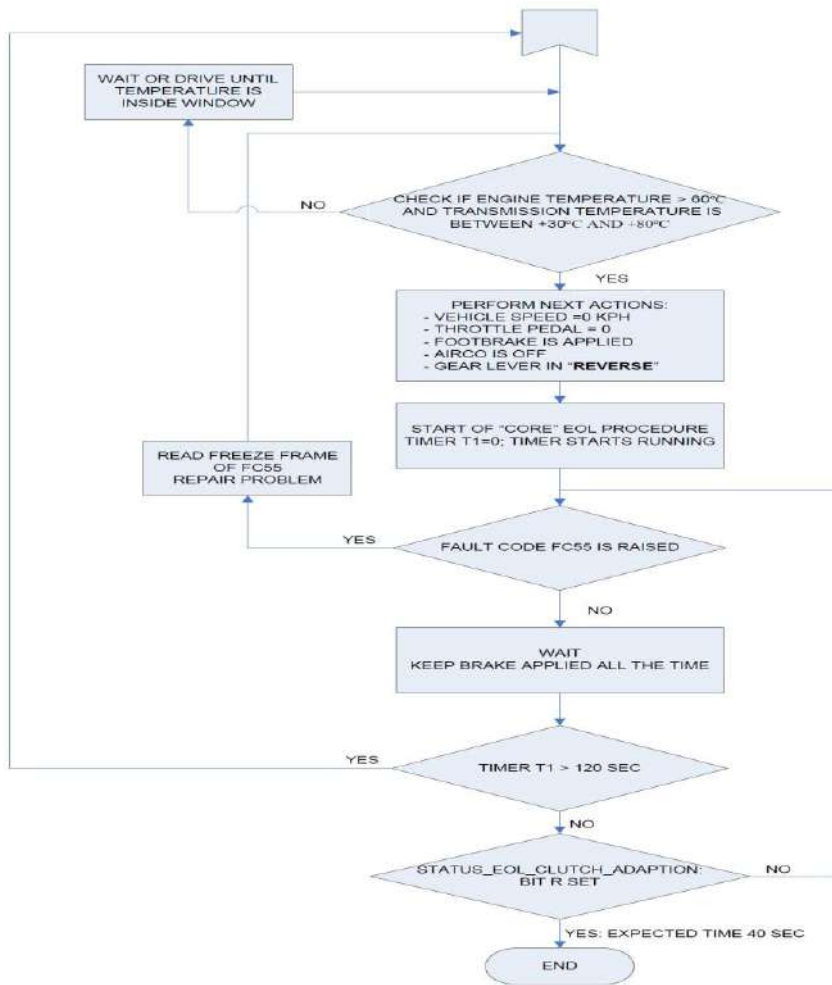 WAIT OR DRIVE UNTIL
TEMPERATURE IS
INSIDE WINDOW
NO
CHECK IF ENGINE TEMPERATURE > 60°C
AND TRANSMISSION TEMPERATURE IS
BETWEEN +30°C AND +80°C
YES
PERFORM NEXT ACTIONS:
- VEHICLE SPEED =0 KPH
- THROTTLE PEDAL = 0
- FOOTBRAKE IS APPLIED
- AIRCO IS OFF
- GEAR LEVER IN "REVERSE"
START OF "CORE" EOL PROCEDURE
TIMER T1=0; TIMER STARTS RUNNING
READ FREEZE FRAME
OF FC55
REPAIR PROBLEM
YES
FAULT CODE FC55 IS RAISED
NO
WAIT
KEEP BRAKE APPLIED ALL THE TIME
YES
TIMER T1 > 120 SEC
NO
STATUS_EOL_CLUTCH_ADAPTION:
BIT R SET
NO
YES: EXPECTED TIME 40 SEC
END